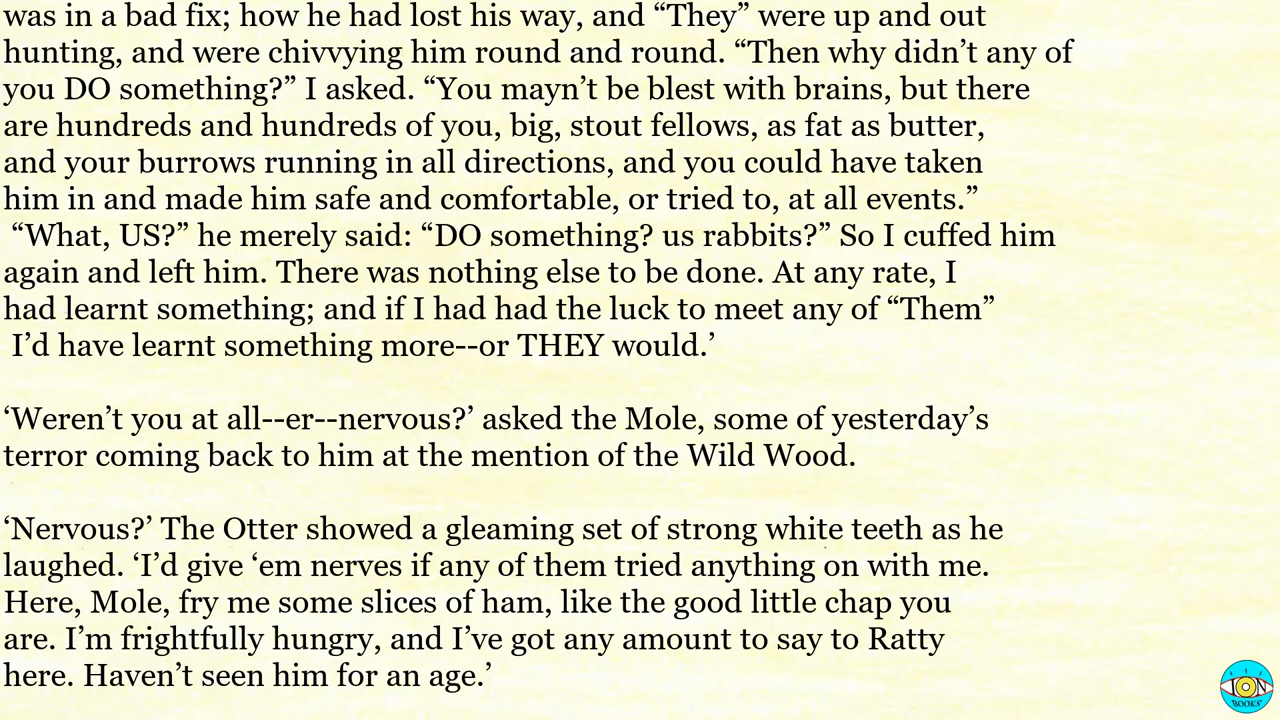 was in a bad fix; how he had lost his way, and “They” were up and out
hunting, and were chivvying him round and round. “Then why didn’t any of
you DO something?” I asked. “You mayn’t be blest with brains, but there
are hundreds and hundreds of you, big, stout fellows, as fat as butter,
and your burrows running in all directions, and you could have taken
him in and made him safe and comfortable, or tried to, at all events.”
“What, US?” he merely said: “DO something? us rabbits?” So I cuffed him
again and left him. There was nothing else to be done. At any rate, I
had learnt something; and if I had had the luck to meet any of “Them”
I’d have learnt something more--or THEY would.’
‘Weren’t you at all--er--nervous?’ asked the Mole, some of yesterday’s
terror coming back to him at the mention of the Wild Wood.
‘Nervous?’ The Otter showed a gleaming set of strong white teeth as he
laughed. ‘I’d give ‘em nerves if any of them tried anything on with me.
Here, Mole, fry me some slices of ham, like the good little chap you
are. I’m frightfully hungry, and I’ve got any amount to say to Ratty
here. Haven’t seen him for an age.’
ION
BOOKS